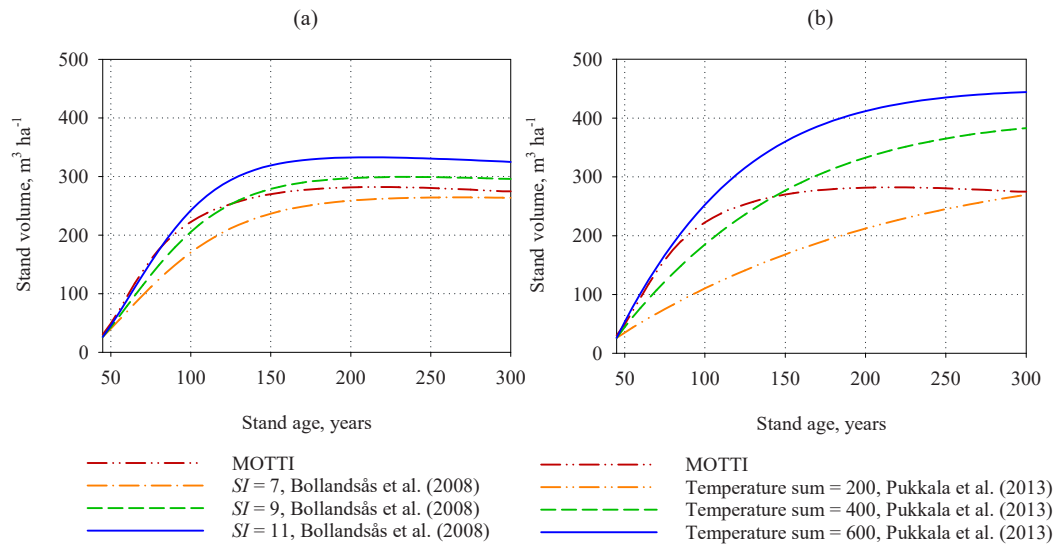 (a)
(b)
500
400
300
200
100
0
Stand volume, m³ ha⁻¹
50
100
150
200
250
300
Stand age, years
500
400
300
200
100
0
Stand volume, m³ ha⁻¹
50
100
150
200
250
300
Stand age, years
MOTTI
SI = 7, Bollandsås et al. (2008)
SI = 9, Bollandsås et al. (2008)
SI = 11, Bollandsås et al. (2008)
MOTTI
Temperature sum = 200, Pukkala et al. (2013)
Temperature sum = 400, Pukkala et al. (2013)
Temperature sum = 600, Pukkala et al. (2013)